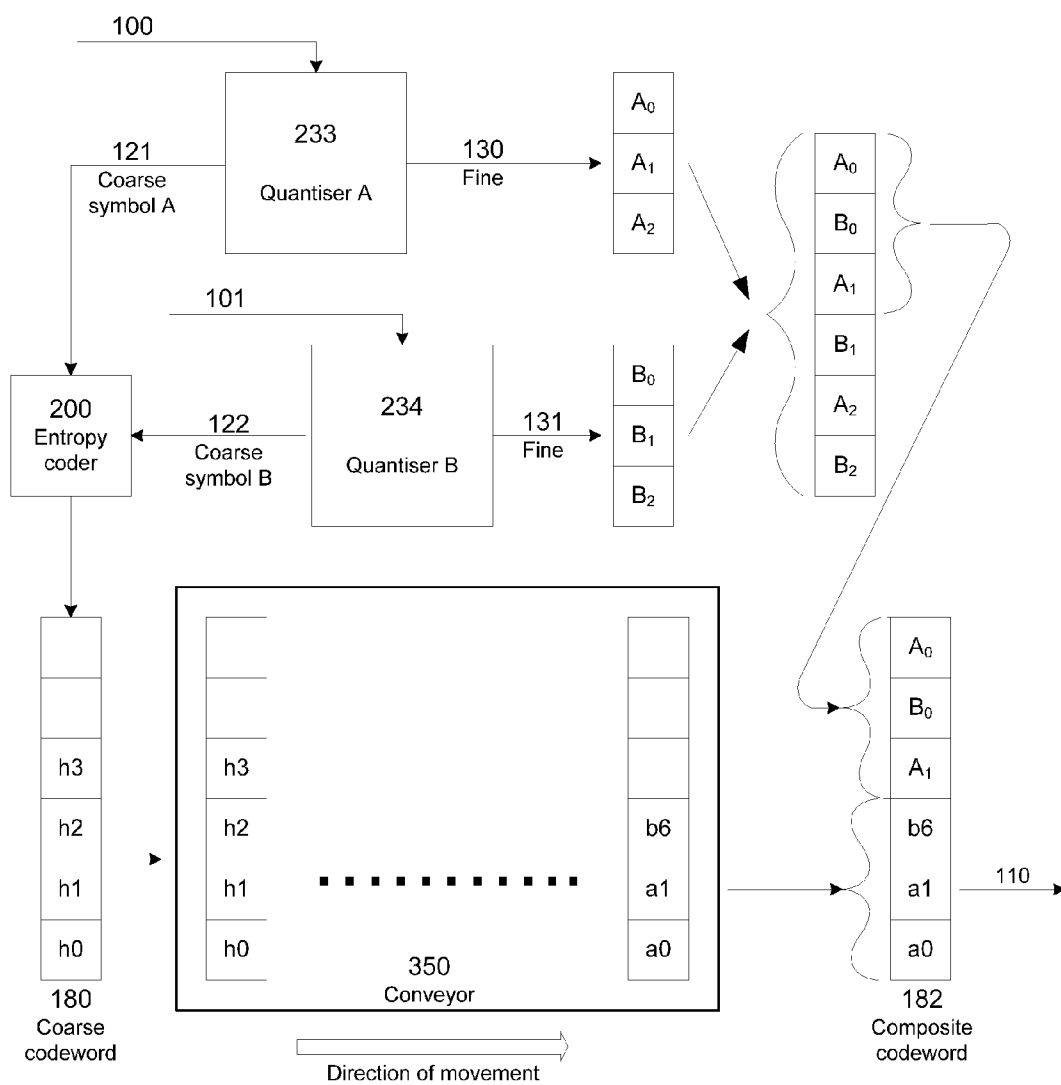 100
233
Quantiser A
121
Coarse
symbol A
130
Fine
A₀
A₁
A₂
A₀
B₀
A₁
B₁
A₂
B₂
101
234
Quantiser B
200
Entropy
coder
122
Coarse
symbol B
131
Fine
B₀
B₁
B₂
h3
h2
h1
h0
180
Coarse
codeword
h3
h2
h1
h0
b6
a1
a0
350
Conveyor
Direction of movement
A₀
B₀
A₁
b6
a1
a0
110
182
Composite
codeword